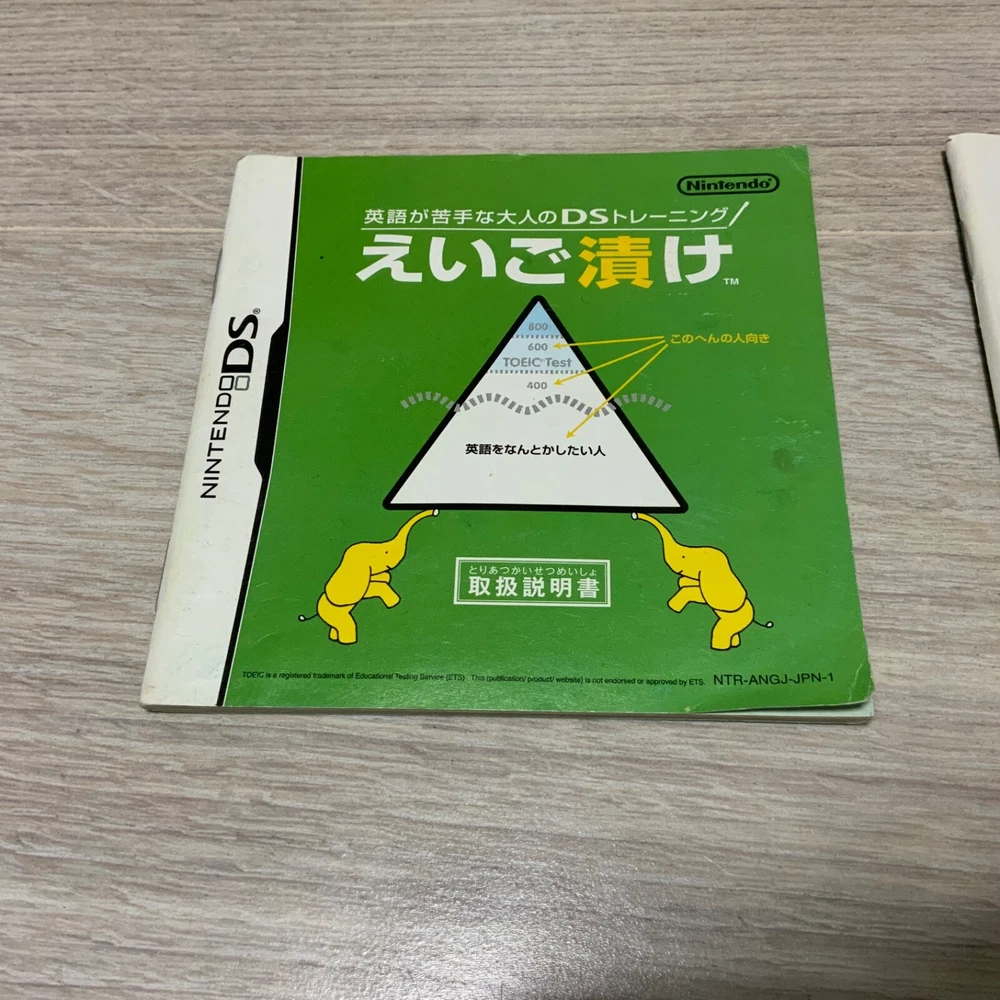 Nintendo®
英語が苦手な大人のDSトレーニング
えいご漬け™
NINTENDO DS®
800
600
TOEIC® Test
400
このへんの人向き
英語をなんとかしたい人
とりあつかいせつめいしょ
取扱説明書
TOEIC is a registered trademark of Educational Testing Service (ETS) This (publication/ product/ website) is not endorsed or approved by ETS. NTR-ANGJ-JPN-1